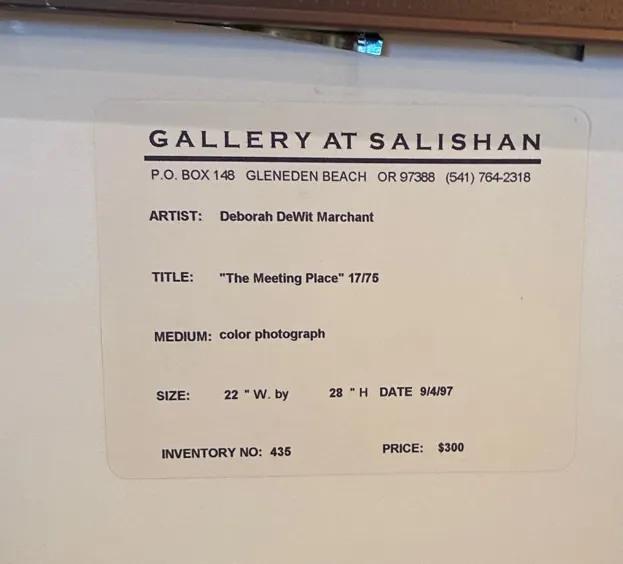 GALLERY AT SALISHAN
P.O. BOX 148 GLENEDEN BEACH OR 97388 (541) 764-2318
ARTIST: Deborah DeWit Marchant
TITLE: "The Meeting Place" 17/75
MEDIUM: color photograph
SIZE: 22 " W. by 28 " H DATE 9/4/97
INVENTORY NO: 435 PRICE: $300